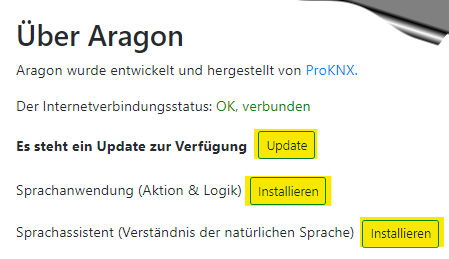 Über Aragon
Aragon wurde entwickelt und hergestellt von ProKNX.
Der Internetverbindungsstatus: OK, verbunden
Es steht ein Update zur Verfügung Update
Sprachanwendung (Aktion & Logik) Installieren
Sprachassistent (Verständnis der natürlichen Sprache) Installieren